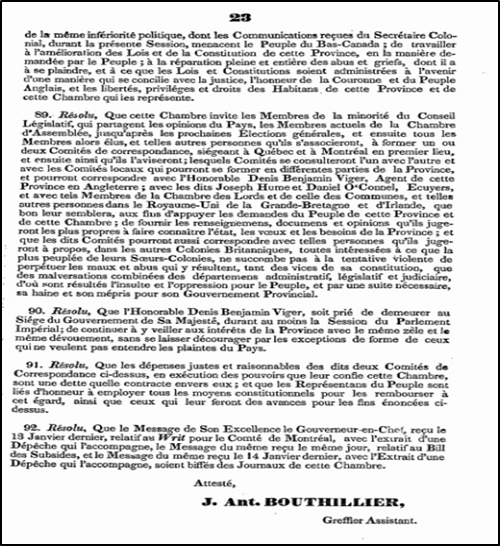 23
de la même infériorité politique, dont les Communications reçues du Secrétaire Colo-
nial, durant la présente Session, menacent le Peuple du Bas-Canada ; de travailler
à l'amélioration des Lois et de la Constitution de cette Province, en la manière de-
mandée par le Peuple ; à la réparation pleine et entière des abus et griefs, dont il a
à se plaindre, et à ce que les Lois et Constitutions soient administrées à l'avenir
d'une manière qui se concilie avec la justice, l'honneur de la Couronne et du Peuple
Anglais, et les libertés, priviléges et droits des Habitans de cette Province et de
cette Chambre qui les représente.
89. Résolu, Que cette Chambre invite les Membres de la minorité du Conseil
Législatif, qui partagent les opinions du Pays, les Membres actuels de la Chambre
d'Assemblée, jusqu'après les prochaines Élections générales, et ensuite tous les
Membres alors élus, et telles autres personnes qu'ils s'associeront, à former un ou
deux Comités de correspondance, siégeant à Québec et à Montréal en premier lieu,
et ensuite ainsi qu'ils l'aviseront ; lesquels Comités se consulteront l'un avec l'autre et
avec les Comités locaux qui pourront se former en différentes parties de la Province,
et pourront correspondre avec l'Honorable Denis Benjamin Viger, Agent de cette
Province en Angleterre ; avec les dits Joseph Hume et Daniel O'Connel, Ecuyers,
et avec tels Membres de la Chambre des Lords et de celle des Communes, et telles
autres personnes dans le Royaume-Uni de la Grande-Bretagne et d'Irlande, que
bon leur semblera, aux fins d'appuyer les demandes du Peuple de cette Province et
de cette Chambre ; de fournir les renseignemens, documens et opinions qu'ils juge-
ront les plus propres à faire connaître l'état, les vœux et les besoins de la Province ; et
que les dits Comités pourront aussi correspondre avec telles personnes qu'ils juge-
ront à propos, dans les autres Colonies Britanniques, toutes intéressées à ce que la
plus peuplée de leurs Sœurs-Colonies, ne succombe pas à la tentative violente de
perpétuer les maux et abus qui y résultent, tant des vices de sa constitution, que
des malversations combinées des départemens administratif, législatif et judiciaire,
d'où sont résultés l'insulte et l'oppression pour le Peuple, et par une suite nécessaire,
sa haine et son mépris pour son Gouvernement Provincial.
90. Résolu, Que l'Honorable Denis Benjamin Viger, soit prié de demeurer au
Siége du Gouvernement de Sa Majesté, durant au moins la Session du Parlement
Impérial ; de continuer à y veiller aux intérêts de la Province avec le même zèle et le
même dévouement, sans se laisser décourager par les exceptions de forme de ceux
qui ne veulent pas entendre les plaintes du Pays.
91. Résolu, Que les dépenses justes et raisonnables des dits deux Comités de
Correspondance ci-dessus, en exécution des pouvoirs que leur confie cette Chambre,
sont une dette quelle contracte envers eux ; et que les Représentans du Peuple sont
liés d'honneur à employer tous les moyens constitutionnels pour les rembourser à
cet égard, ainsi que ceux qui leur feront des avances pour les fins énoncées ci-
dessus.
92. Résolu, Que le Message de Son Excellence le Gouverneur-en-Chef, reçu le
13 Janvier dernier, relatif au Writ pour le Comté de Montréal, avec l'extrait d'une
Dépêche qui l'accompagne, le Message du même reçu le même jour, relatif au Bill
des Subsides, et le Message du même reçu le 14 Janvier dernier, avec l'Extrait d'une
Dépêche qui l'accompagne, soient biffés des Journaux de cette Chambre.
Attesté,
J. Ant. BOUTHILLIER,
Greffier Assistant.